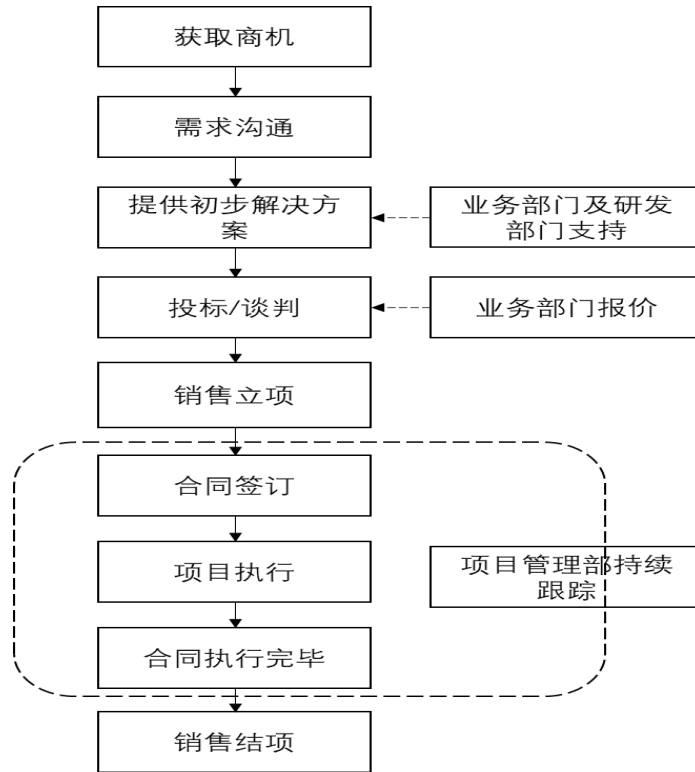 获取商机
需求沟通
提供初步解决方
案
业务部门及研发
部门支持
投标/谈判
业务部门报价
销售立项
合同签订
项目执行
项目管理部持续
跟踪
合同执行完毕
销售结项